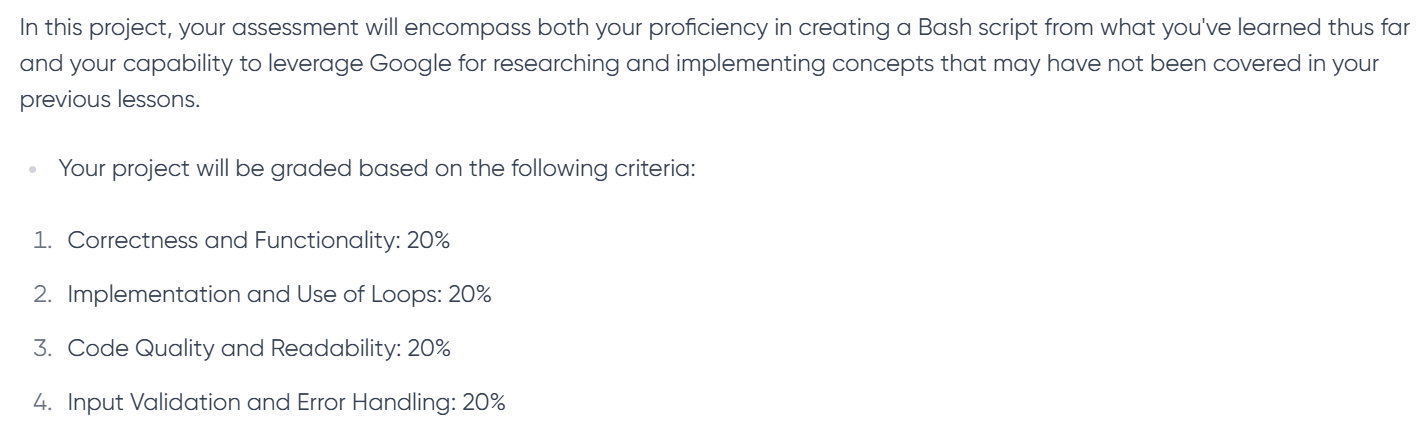 In this project, your assessment will encompass both your proficiency in creating a Bash script from what you've learned thus far
and your capability to leverage Google for researching and implementing concepts that may have not been covered in your
previous lessons.
• Your project will be graded based on the following criteria:
1. Correctness and Functionality: 20%
2. Implementation and Use of Loops: 20%
3. Code Quality and Readability: 20%
4. Input Validation and Error Handling: 20%